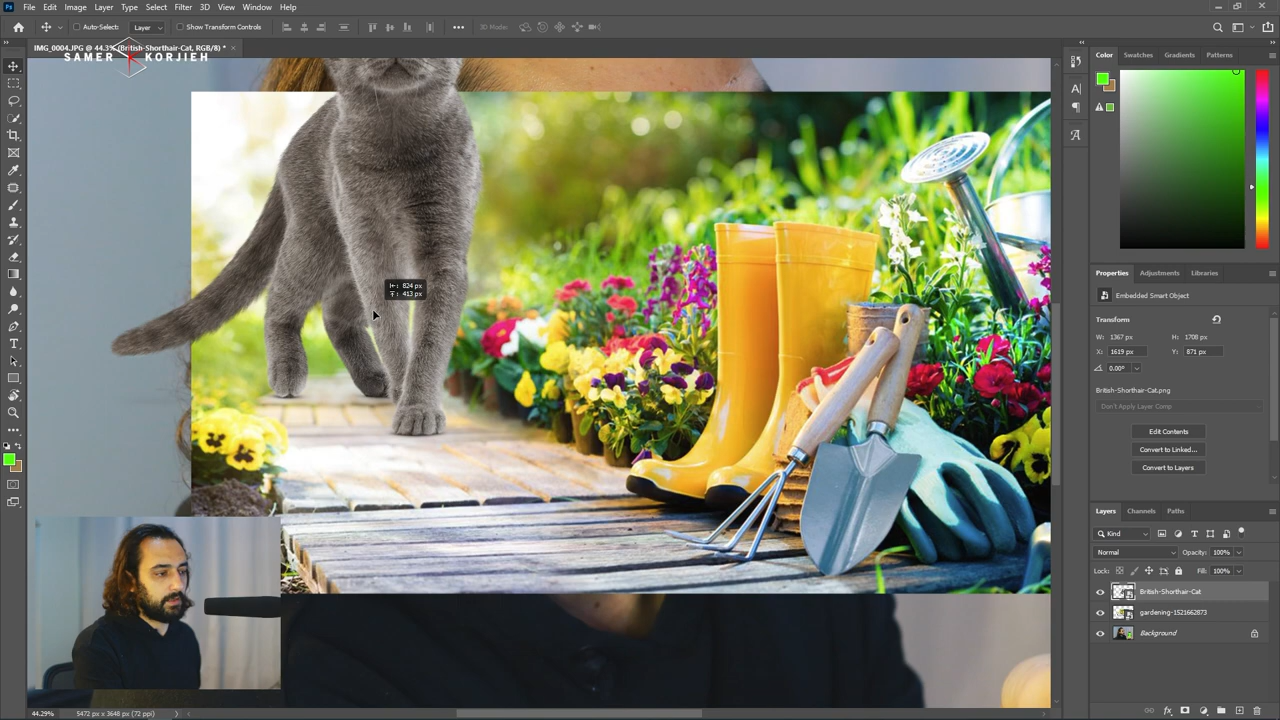 Ps File Edit Image Layer Type Select Filter 3D View Window Help
Auto-Select: Layer Show Transform Controls 3D Mode:
IMG_0004.JPG @ 44.3% (British-Shorthair-Cat, RGB/8) *
SAMER KORJIEH
Color Swatches Gradients Patterns
824 px
413 px
Properties Adjustments Libraries
Embedded Smart Object
Transform
W: 1367 px H: 1708 px
X: 1619 px Y: 871 px
0.00°
British-Shorthair-Cat.png
Don't Apply Layer Comp
Edit Contents
Convert to Linked...
Convert to Layers
Layers Channels Paths
Kind
Normal Opacity: 100%
Lock: Fill: 100%
British-Shorthair-Cat
gardening-1521662873
Background
44.29% 5472 px x 3648 px (72 ppi)